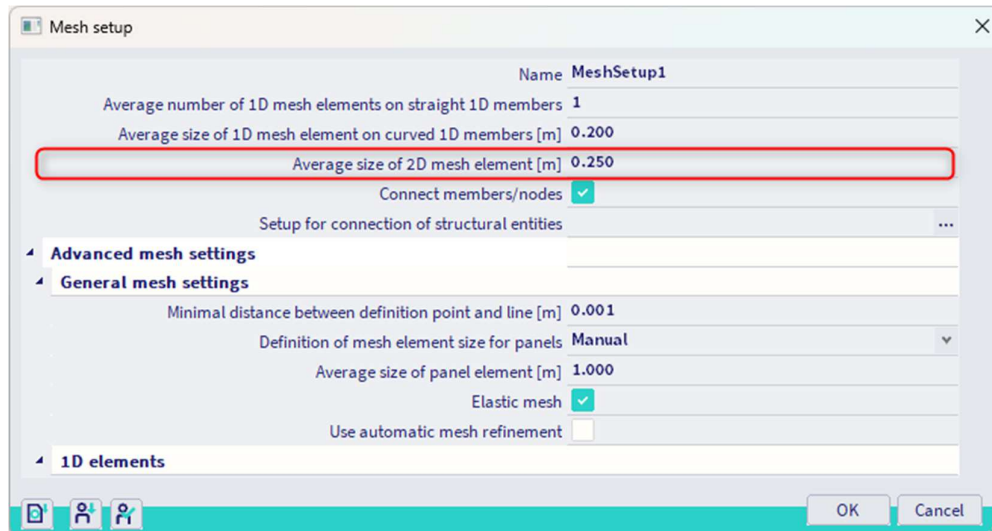 Mesh setup
Name MeshSetup1
Average number of 1D mesh elements on straight 1D members 1
Average size of 1D mesh element on curved 1D members [m] 0.200
Average size of 2D mesh element [m] 0.250
Connect members/nodes
Setup for connection of structural entities ...
Advanced mesh settings
General mesh settings
Minimal distance between definition point and line [m] 0.001
Definition of mesh element size for panels Manual
Average size of panel element [m] 1.000
Elastic mesh
Use automatic mesh refinement
1D elements
OK Cancel